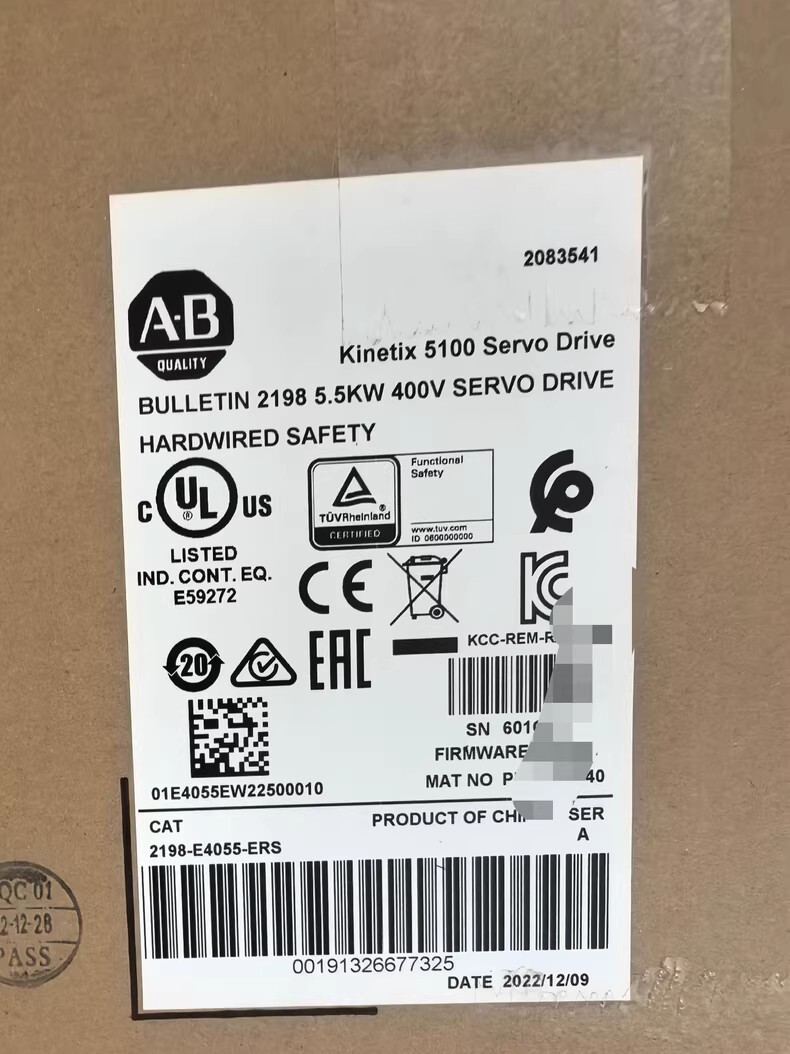 2083541
A·B
QUALITY
Kinetix 5100 Servo Drive
BULLETIN 2198 5.5KW 400V SERVO DRIVE
HARDWIRED SAFETY
C UL ® US
LISTED
IND. CONT. EQ.
E59272
TÜVRheinland ®
CERTIFIED
Functional
Safety
www.tuv.com
ID 0600000000
CE
KC
20
EAC
KCC-REM-R
SN 601
FIRMWARE
MAT NO P 40
01E4055EW22500010
CAT
2198-E4055-ERS
PRODUCT OF
SER
A
00191326677325
DATE 2022/12/09
QC 01
2-12-28
PASS